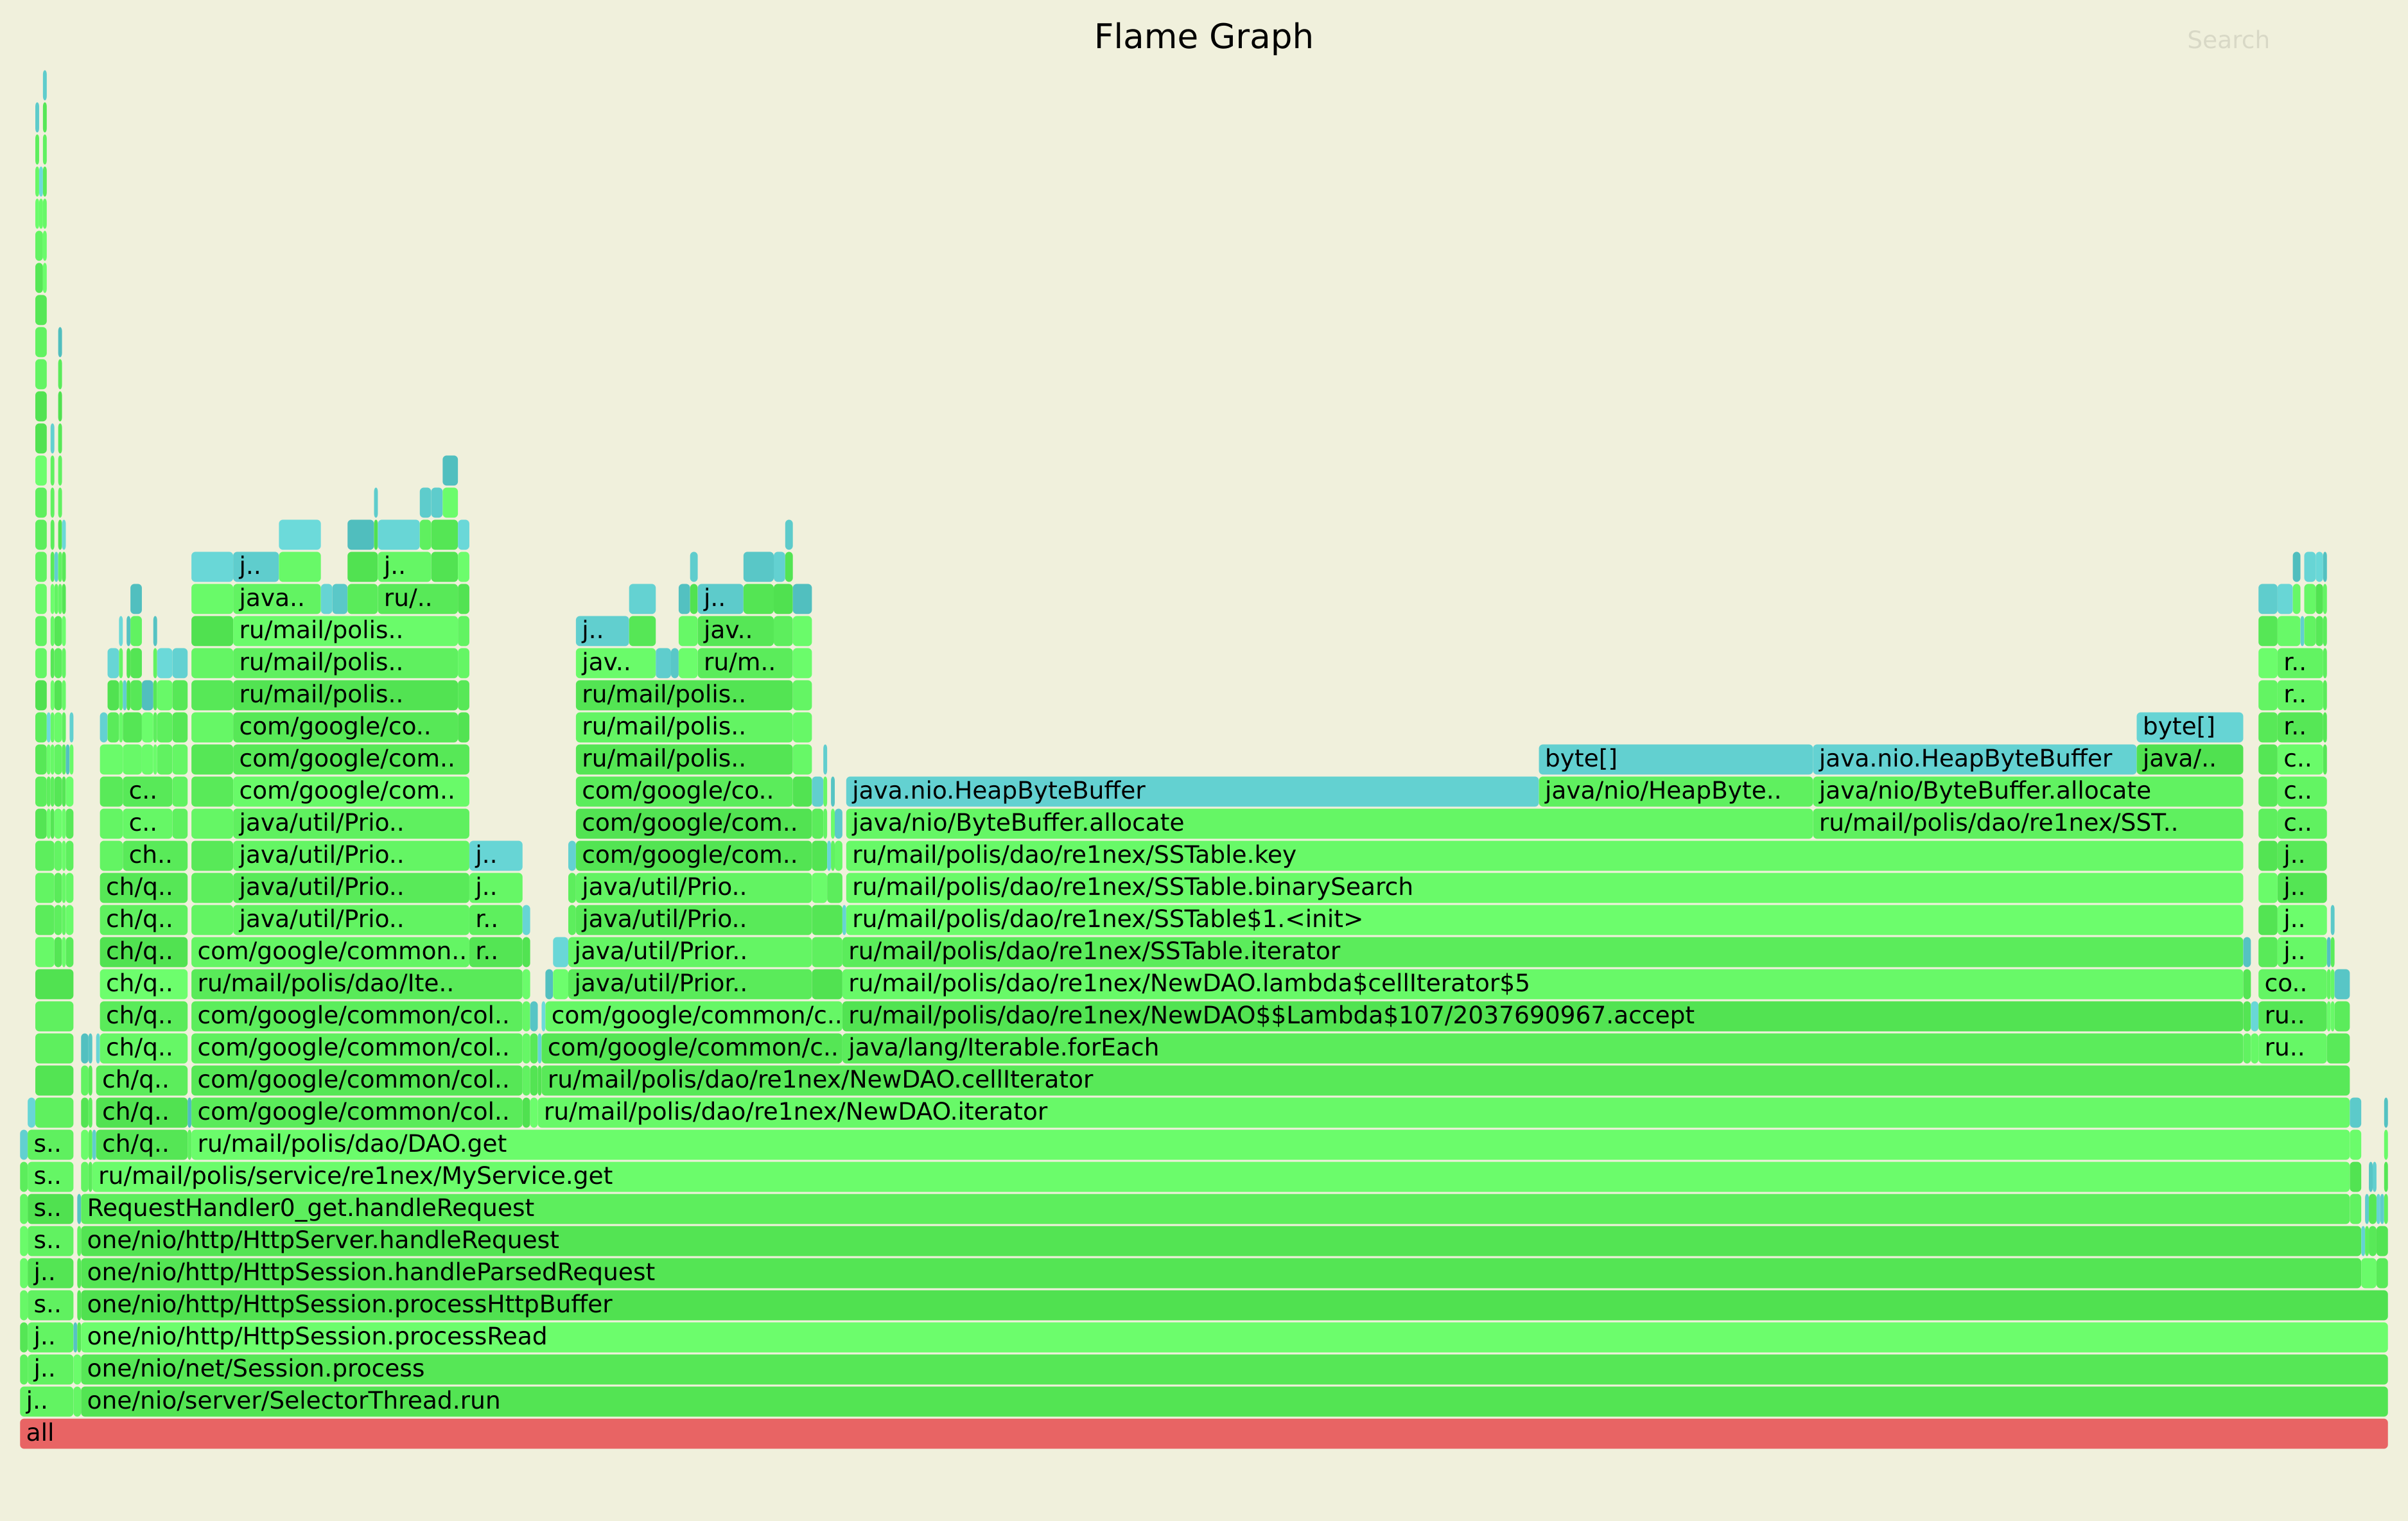 Flame Graph
Search
j.. j..
java.. ru/.. j..
ru/mail/polis.. j.. jav..
ru/mail/polis.. jav.. ru/m.. r..
ru/mail/polis.. ru/mail/polis.. r..
com/google/co.. ru/mail/polis.. byte[] r..
com/google/com.. ru/mail/polis.. byte[] java.nio.HeapByteBuffer java/.. c..
c.. com/google/com.. com/google/co.. java.nio.HeapByteBuffer java/nio/HeapByte.. java/nio/ByteBuffer.allocate c..
c.. java/util/Prio.. com/google/com.. java/nio/ByteBuffer.allocate ru/mail/polis/dao/re1nex/SST.. c..
ch.. java/util/Prio.. j.. com/google/com.. ru/mail/polis/dao/re1nex/SSTable.key j..
ch/q.. java/util/Prio.. j.. java/util/Prio.. ru/mail/polis/dao/re1nex/SSTable.binarySearch j..
ch/q.. java/util/Prio.. r.. java/util/Prio.. ru/mail/polis/dao/re1nex/SSTable$1.<init> j..
ch/q.. com/google/common.. r.. java/util/Prior.. ru/mail/polis/dao/re1nex/SSTable.iterator j..
ch/q.. ru/mail/polis/dao/Ite.. java/util/Prior.. ru/mail/polis/dao/re1nex/NewDAO.lambda$cellIterator$5 co..
ch/q.. com/google/common/col.. com/google/common/c.. ru/mail/polis/dao/re1nex/NewDAO$$Lambda$107/2037690967.accept ru..
ch/q.. com/google/common/col.. com/google/common/c.. java/lang/Iterable.forEach ru..
ch/q.. com/google/common/col.. ru/mail/polis/dao/re1nex/NewDAO.cellIterator
ch/q.. com/google/common/col.. ru/mail/polis/dao/re1nex/NewDAO.iterator
s.. ch/q.. ru/mail/polis/dao/DAO.get
s.. ru/mail/polis/service/re1nex/MyService.get
s.. RequestHandler0_get.handleRequest
s.. one/nio/http/HttpServer.handleRequest
j.. one/nio/http/HttpSession.handleParsedRequest
s.. one/nio/http/HttpSession.processHttpBuffer
j.. one/nio/http/HttpSession.processRead
j.. one/nio/net/Session.process
j.. one/nio/server/SelectorThread.run
all